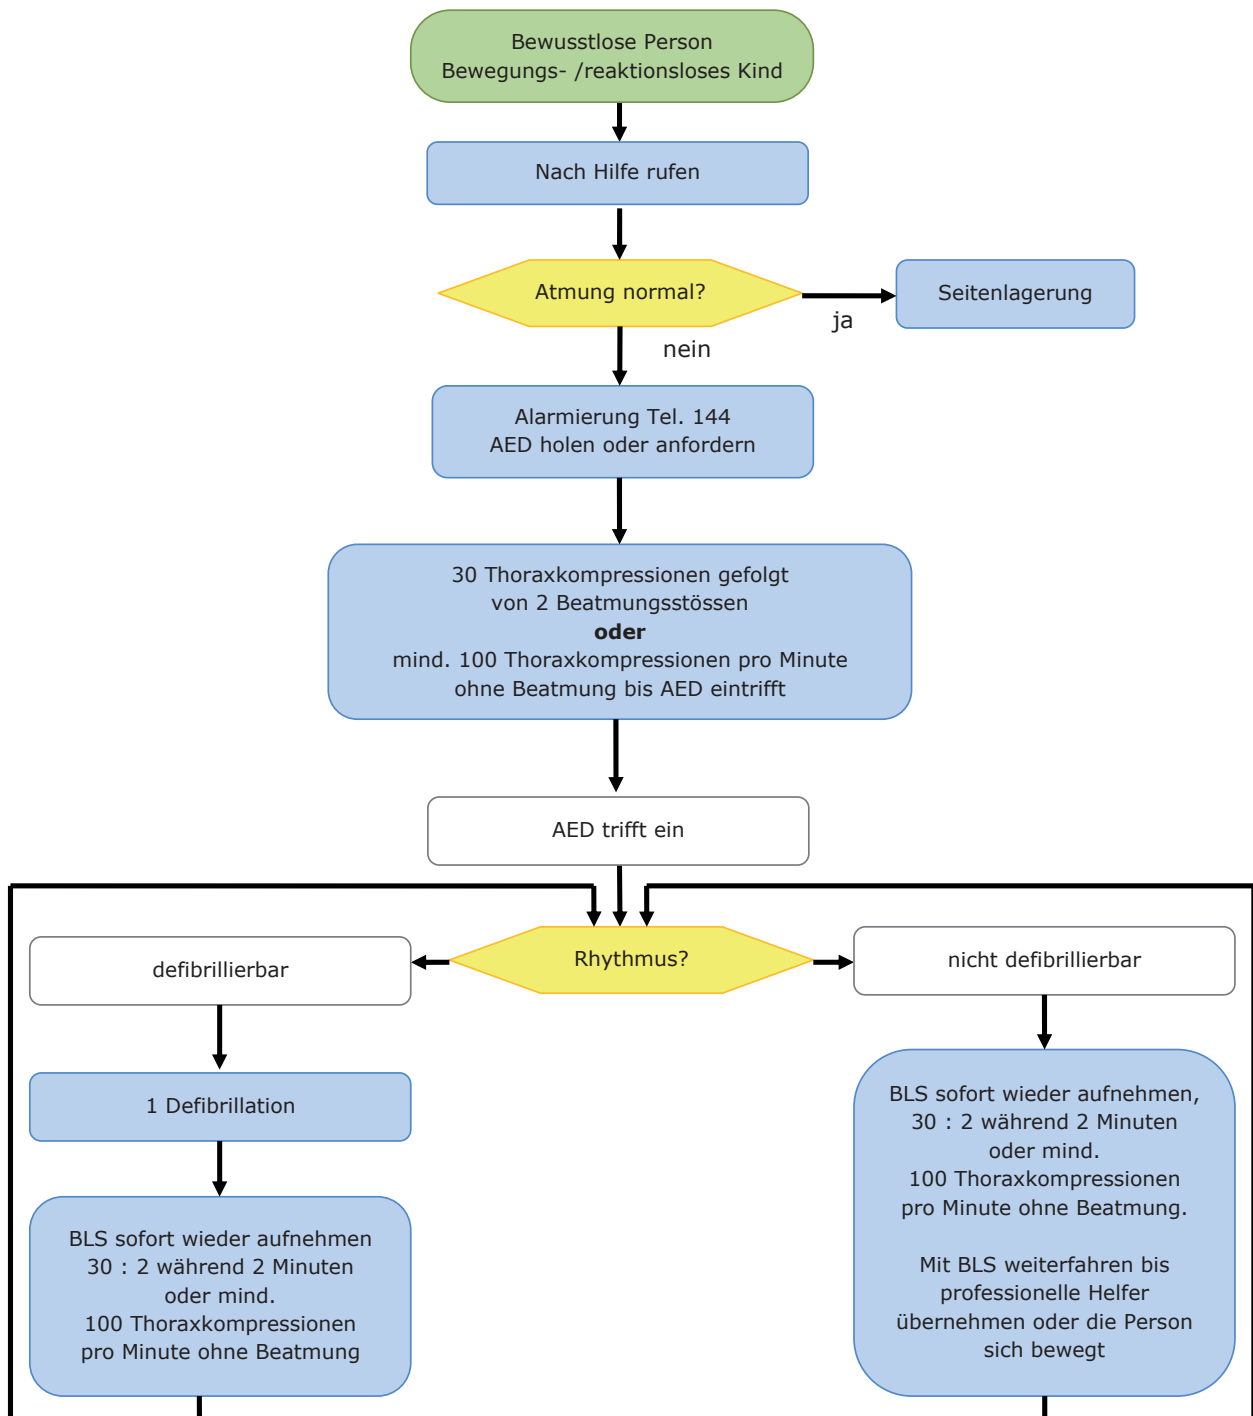 Bewusstlose Person
Bewegungs- /reaktionsloses Kind
Nach Hilfe rufen
Atmung normal?
Seitenlagerung
ja
nein
Alarmierung Tel. 144
AED holen oder anfordern
30 Thoraxkompressionen gefolgt
von 2 Beatmungsstössen
oder
mind. 100 Thoraxkompressionen pro Minute
ohne Beatmung bis AED eintrifft
AED trifft ein
Rhythmus?
defibrillierbar
1 Defibrillation
BLS sofort wieder aufnehmen
30 : 2 während 2 Minuten
oder mind.
100 Thoraxkompressionen
pro Minute ohne Beatmung
nicht defibrillierbar
BLS sofort wieder aufnehmen,
30 : 2 während 2 Minuten
oder mind.
100 Thoraxkompressionen
pro Minute ohne Beatmung.
Mit BLS weiterfahren bis
professionelle Helfer
übernehmen oder die Person
sich bewegt